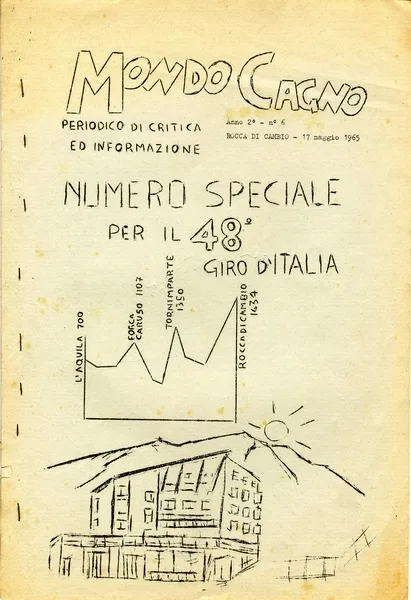 MONDO CAGNO
PERIODICO DI CRITICA
ED INFORMAZIONE
Anno 2° - n° 6
ROCCA DI CAMBIO - 17 maggio 1965
NUMERO SPECIALE
PER IL 48°
GIRO D'ITALIA
L'AQUILA 700
FORCA
CARUSO 1107
TORNIMPARTE
1350
ROCCA DI CAMBIO
1434